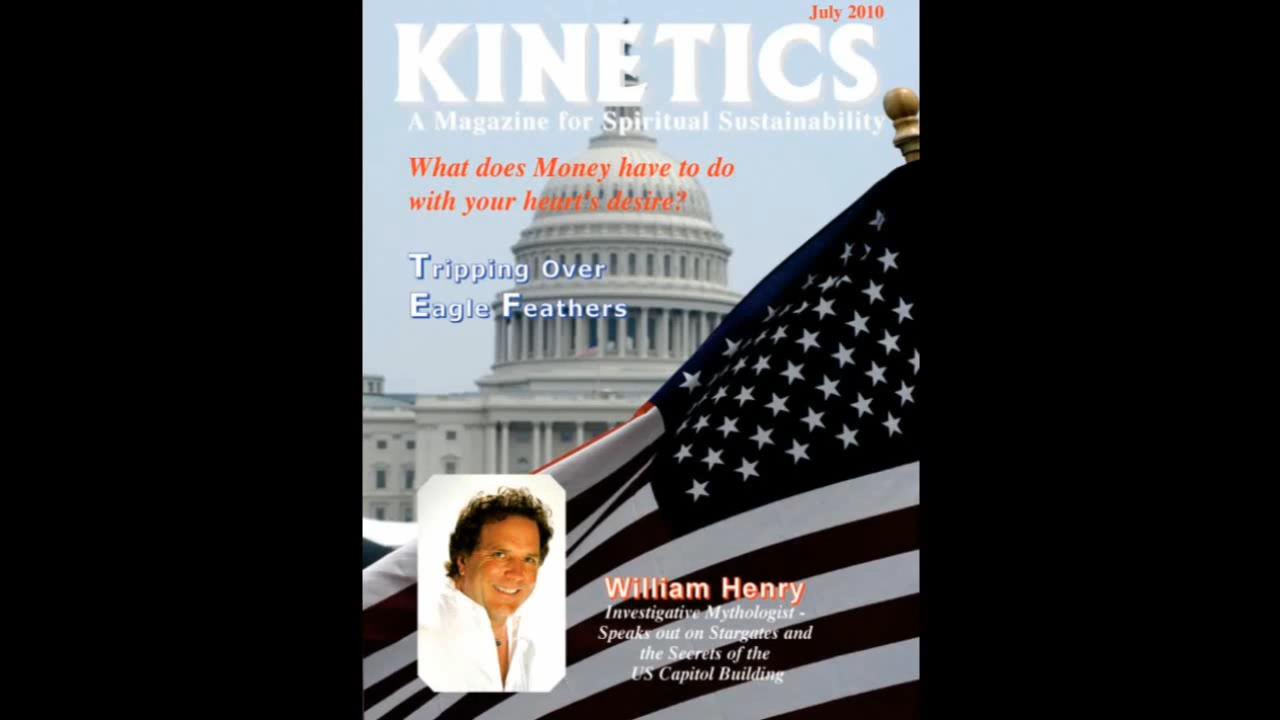 July 2010
KINETICS
A Magazine for Spiritual Sustainability
What does Money have to do
with your heart's desire?
Tripping Over
Eagle Feathers
William Henry
Investigative Mythologist -
Speaks out on Stargates and
the Secrets of the
US Capitol Building